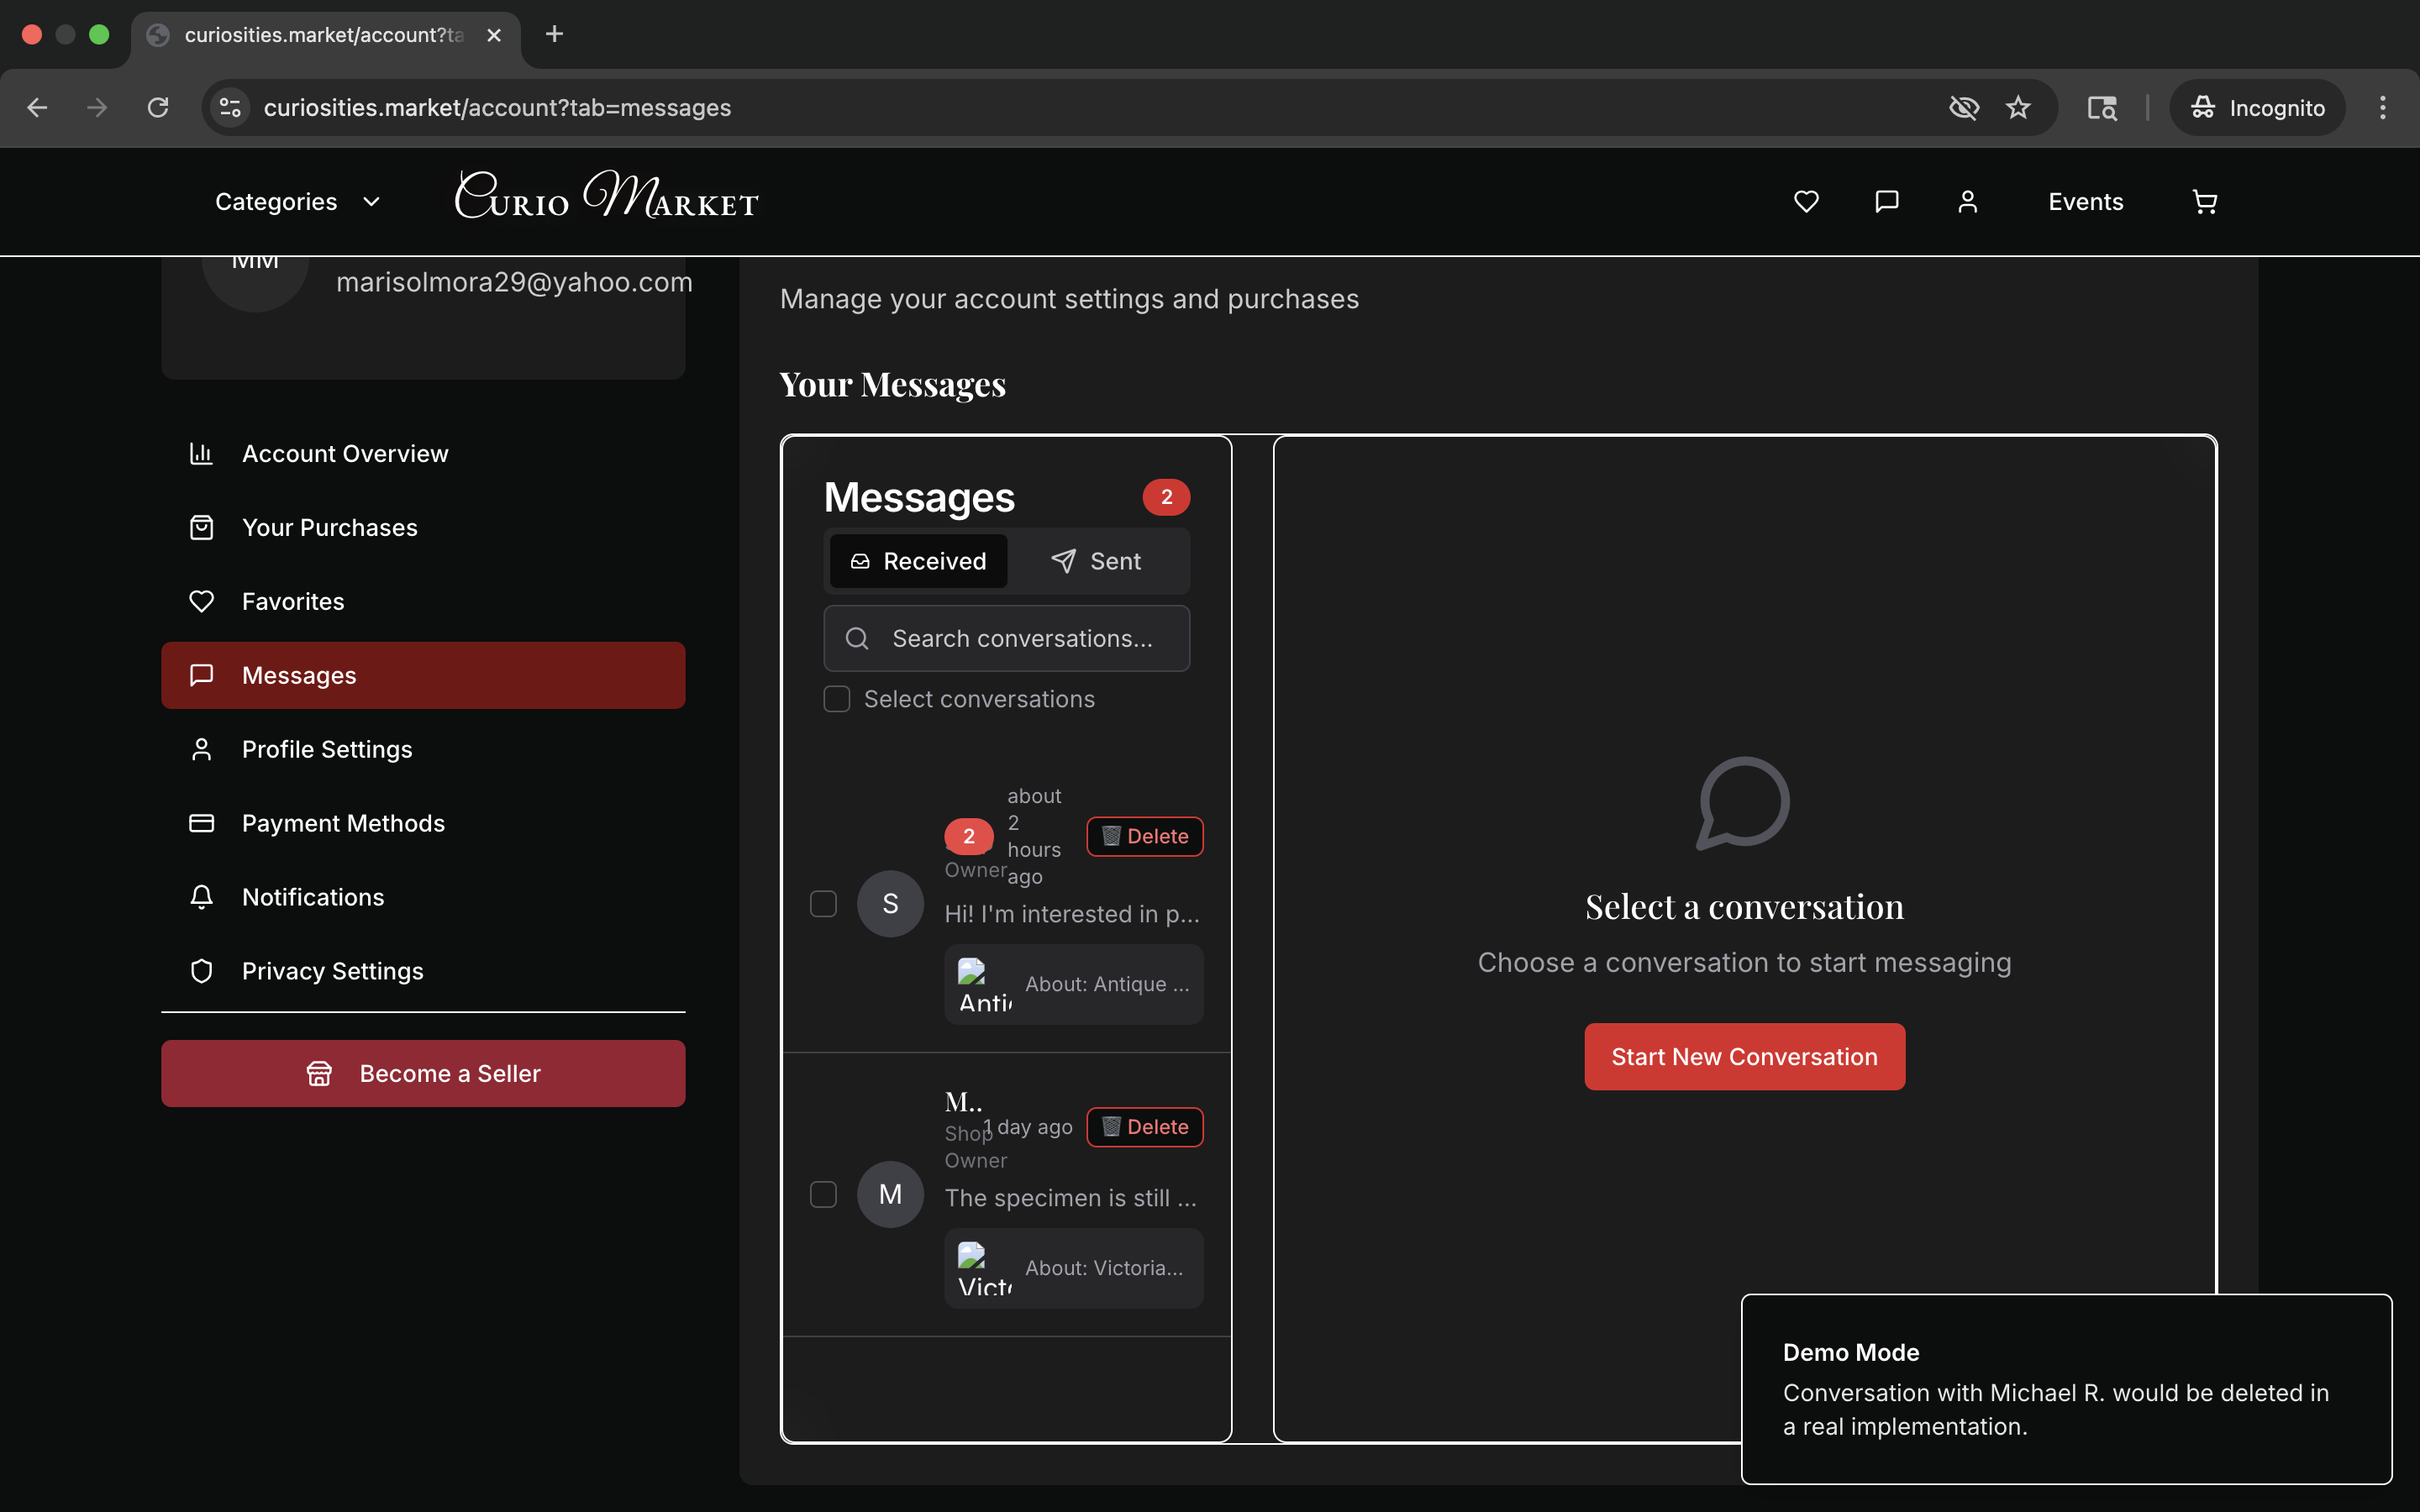 curiosities.market/account?ta
curiosities.market/account?tab=messages
Incognito
Categories
Curio Market
Events
MM
marisolmora29@yahoo.com
Account Overview
Your Purchases
Favorites
Messages
Profile Settings
Payment Methods
Notifications
Privacy Settings
Become a Seller
Manage your account settings and purchases
Your Messages
Messages
2
Received
Sent
Search conversations...
Select conversations
S
2
Owner
about
2
hours
ago
Delete
Hi! I'm interested in p...
Antic
About: Antique ...
M
M..
Shop
Owner
1 day ago
Delete
The specimen is still ...
Victo
About: Victoria...
Select a conversation
Choose a conversation to start messaging
Start New Conversation
Demo Mode
Conversation with Michael R. would be deleted in
a real implementation.